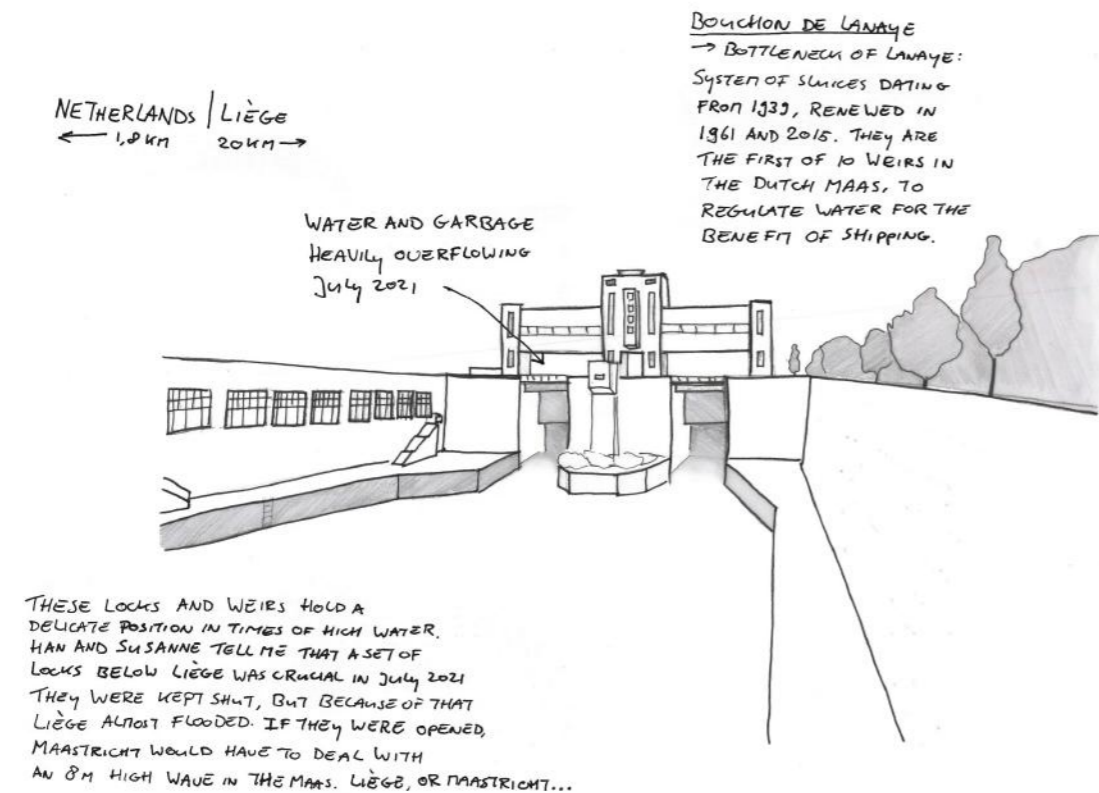 BOUCHON DE LANAYE
→ BOTTLENECK OF LANAYE:
SYSTEM OF SLUICES DATING
FROM 1939, RENEWED IN
1961 AND 2015. THEY ARE
THE FIRST OF 10 WEIRS IN
THE DUTCH MAAS, TO
REGULATE WATER FOR THE
BENEFIT OF SHIPPING.
NETHERLANDS | LIÈGE
← 1,8 KM 20 KM →
WATER AND GARBAGE
HEAVILY OVERFLOWING
JULY 2021
THESE LOCKS AND WEIRS HOLD A
DELICATE POSITION IN TIMES OF HIGH WATER.
HAN AND SUSANNE TELL ME THAT A SET OF
LOCKS BELOW LIÈGE WAS CRUCIAL IN JULY 2021
THEY WERE KEPT SHUT, BUT BECAUSE OF THAT
LIÈGE ALMOST FLOODED. IF THEY WERE OPENED,
MAASTRICHT WOULD HAVE TO DEAL WITH
AN 8M HIGH WAVE IN THE MAAS. LIÈGE, OR MAASTRICHT...